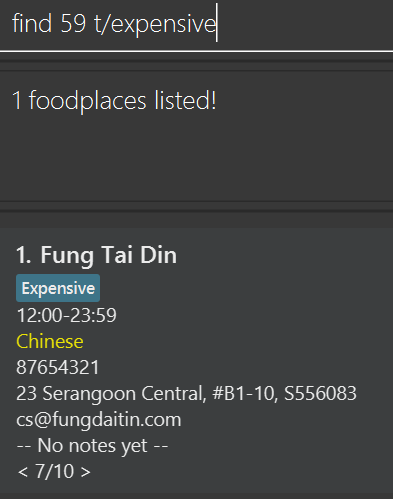 find 59 t/expensive
1 foodplaces listed!
1. Fung Tai Din
Expensive
12:00-23:59
Chinese
87654321
23 Serangoon Central, #B1-10, S556083
cs@fungdaitin.com
-- No notes yet --
< 7/10 >